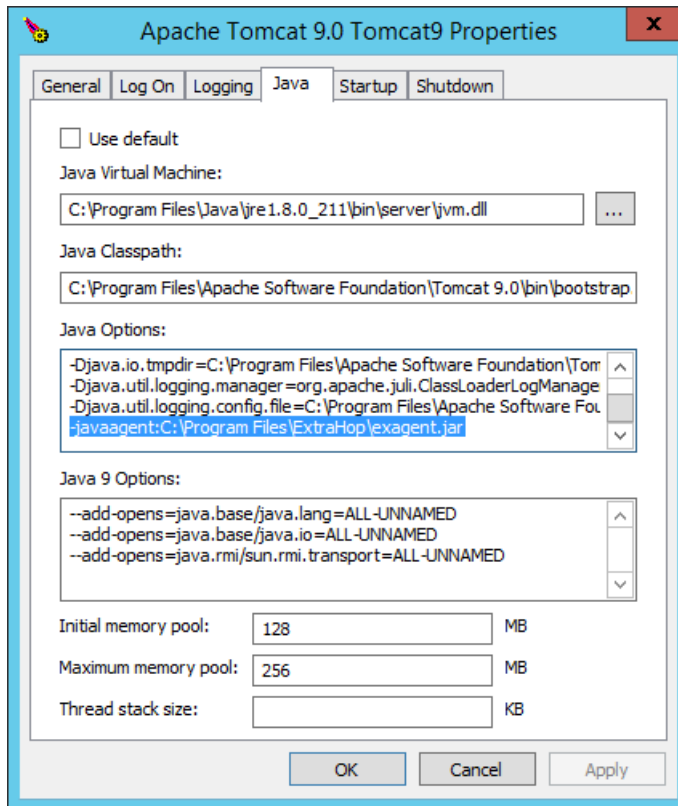 Apache Tomcat 9.0 Tomcat9 Properties
x
General Log On Logging Java Startup Shutdown
Use default
Java Virtual Machine:
C:\Program Files\Java\jre1.8.0_211\bin\server\jvm.dll ...
Java Classpath:
C:\Program Files\Apache Software Foundation\Tomcat 9.0\bin\bootstrap.
Java Options:
-Djava.io.tmpdir=C:\Program Files\Apache Software Foundation\Tom
-Djava.util.logging.manager=org.apache.juli.ClassLoaderLogManage
-Djava.util.logging.config.file=C:\Program Files\Apache Software Fou
-javaagent:C:\Program Files\ExtraHop\exagent.jar
Java 9 Options:
--add-opens=java.base/java.lang=ALL-UNNAMED
--add-opens=java.base/java.io=ALL-UNNAMED
--add-opens=java.rmi/sun.rmi.transport=ALL-UNNAMED
Initial memory pool: 128 MB
Maximum memory pool: 256 MB
Thread stack size: KB
OK Cancel Apply